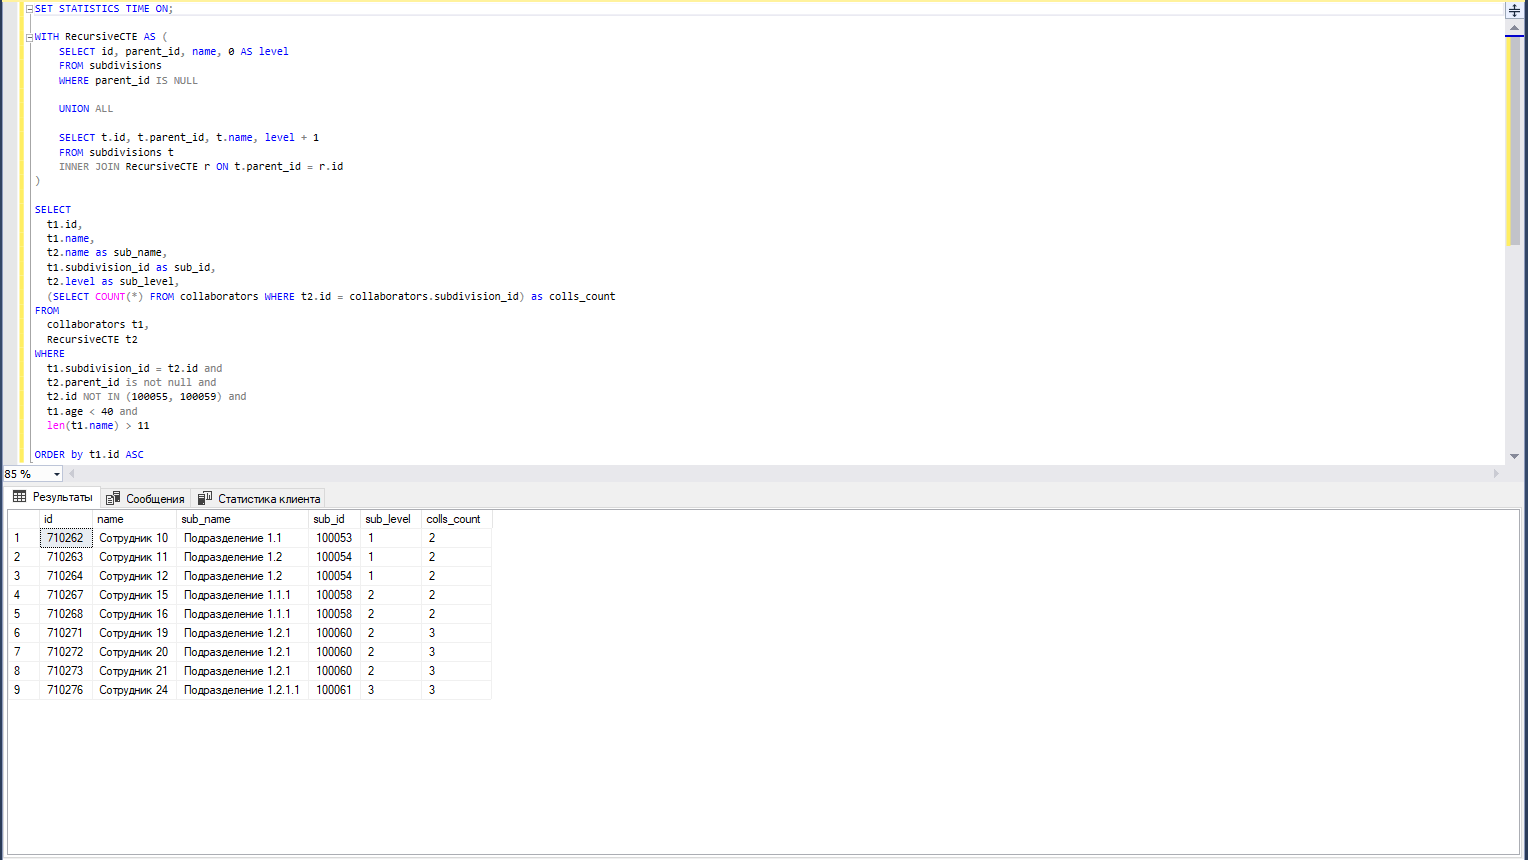 SET STATISTICS TIME ON;
WITH RecursiveCTE AS (
SELECT id, parent_id, name, 0 AS level
FROM subdivisions
WHERE parent_id IS NULL
UNION ALL
SELECT t.id, t.parent_id, t.name, level + 1
FROM subdivisions t
INNER JOIN RecursiveCTE r ON t.parent_id = r.id
)
SELECT
t1.id,
t1.name,
t2.name as sub_name,
t1.subdivision_id as sub_id,
t2.level as sub_level,
(SELECT COUNT(*) FROM collaborators WHERE t2.id = collaborators.subdivision_id) as colls_count
FROM
collaborators t1,
RecursiveCTE t2
WHERE
t1.subdivision_id = t2.id and
t2.parent_id is not null and
t2.id NOT IN (100055, 100059) and
t1.age < 40 and
len(t1.name) > 11
ORDER by t1.id ASC
85 %
Результаты Сообщения Статистика клиента
id name sub_name sub_id sub_level colls_count
1 710262 Сотрудник 10 Подразделение 1.1 100053 1 2
2 710263 Сотрудник 11 Подразделение 1.2 100054 1 2
3 710264 Сотрудник 12 Подразделение 1.2 100054 1 2
4 710267 Сотрудник 15 Подразделение 1.1.1 100058 2 2
5 710268 Сотрудник 16 Подразделение 1.1.1 100058 2 2
6 710271 Сотрудник 19 Подразделение 1.2.1 100060 2 3
7 710272 Сотрудник 20 Подразделение 1.2.1 100060 2 3
8 710273 Сотрудник 21 Подразделение 1.2.1 100060 2 3
9 710276 Сотрудник 24 Подразделение 1.2.1.1 100061 3 3